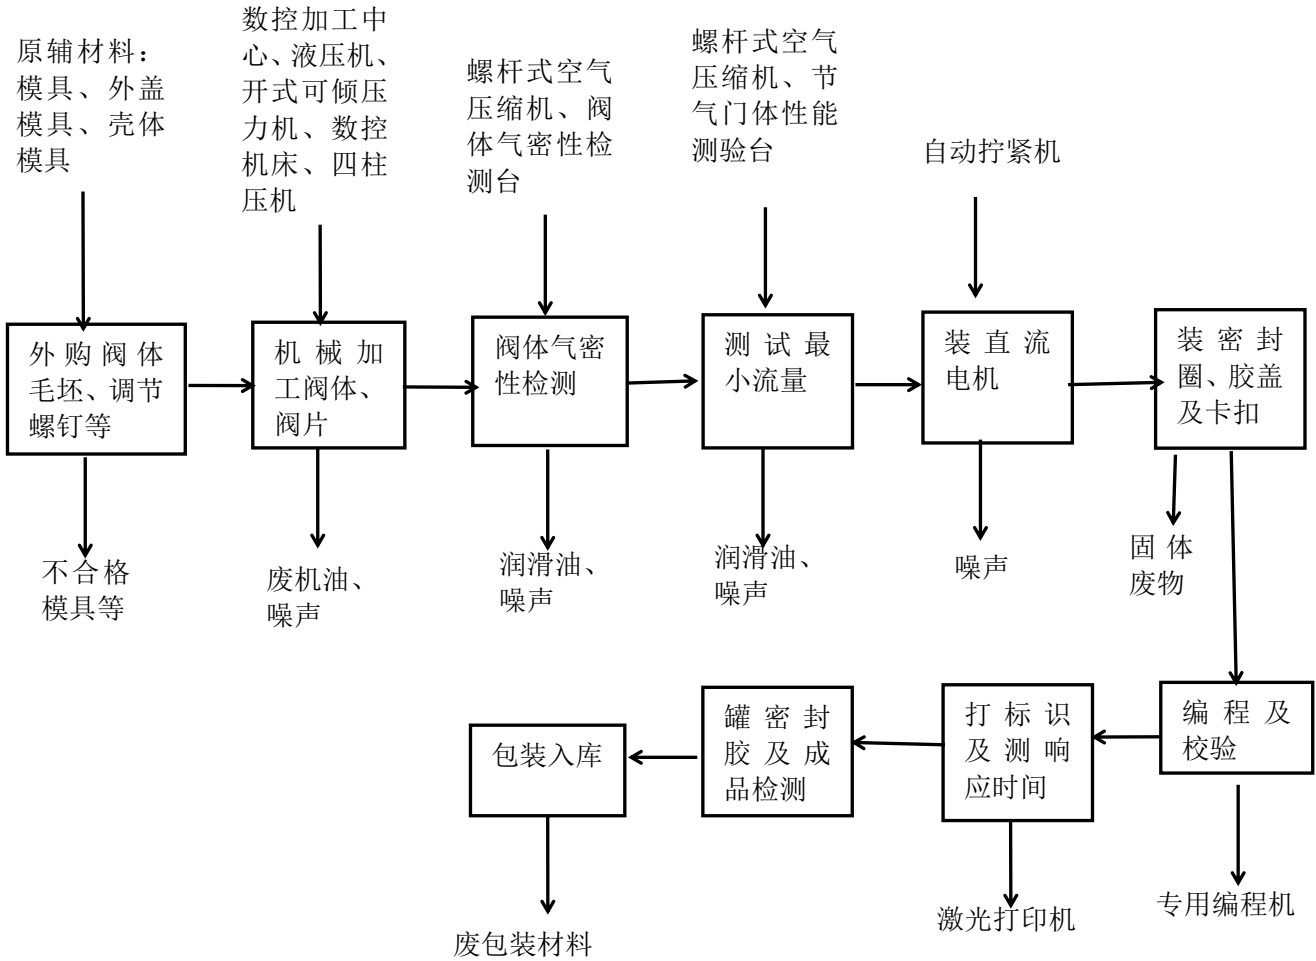 原辅材料：
模具、外盖
模具、壳体
模具
数控加工中
心、液压机、
开式可倾压
力机、数控
机床、四柱
压机
螺杆式空气
压缩机、阀
体气密性检
测台
螺杆式空气
压缩机、节
气门体性能
测验台
自动拧紧机
外购阀体
毛坯、调节
螺钉等
机械加
工阀体、
阀片
阀体气密
性检测
测试最
小流量
装直流
电机
装密封
圈、胶盖
及卡扣
不合格
模具等
废机油、
噪声
润滑油、
噪声
润滑油、
噪声
噪声
固体
废物
包装入库
罐密封
胶及成
品检测
打标识
及测响
应时间
编程及
校验
废包装材料
激光打印机
专用编程机